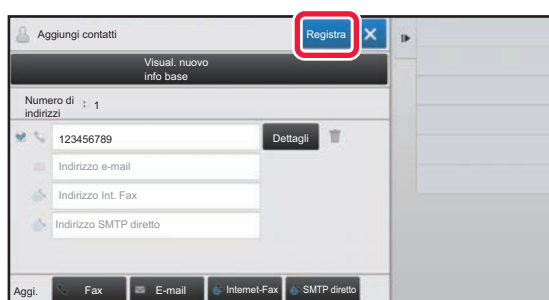 Aggiungi contatti
Registra
Visual. nuovo
info base
Numero di
indirizzi
: 1
123456789
Dettagli
Indirizzo e-mail
Indirizzo Int. Fax
Indirizzo SMTP diretto
Aggi.
Fax
E-mail
Internet-Fax
SMTP diretto